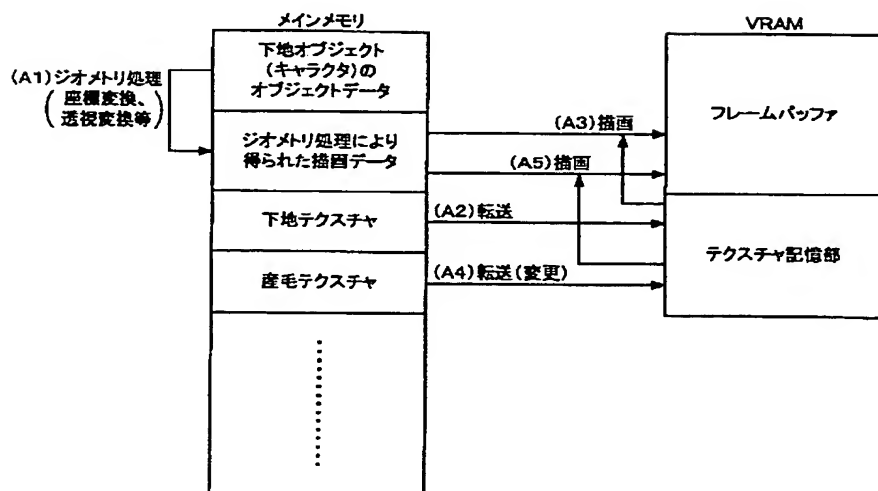 メインメモリ
下地オブジェクト
(キャラクタ)の
オブジェクトデータ
(A1)ジオメトリ処理
(座標変換、
透視変換等)
ジオメトリ処理により
得られた描画データ
下地テクスチャ
産毛テクスチャ
(A3)描画
(A5)描画
(A2)転送
(A4)転送(変更)
VRAM
フレームバッファ
テクスチャ記憶部